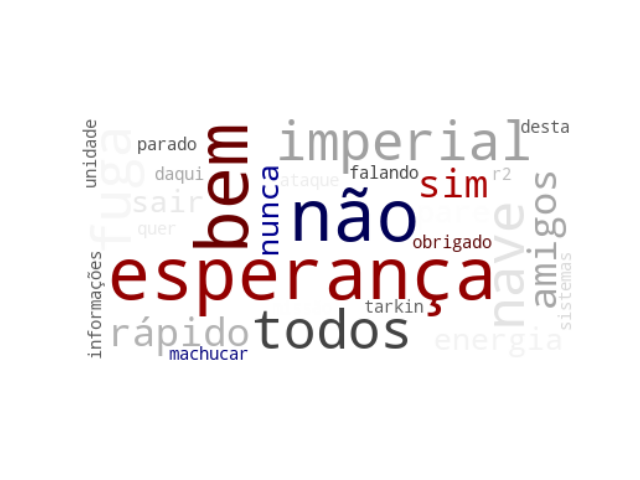 unidade
fuga
parado
bem
imperial
desta
daqui
sair
quer
nunca
ataque
falando
sim
r2
não
obrigado
nave
amigos
esperança
informações
tarkin
sistemas
rápido
todos
energia
machucar